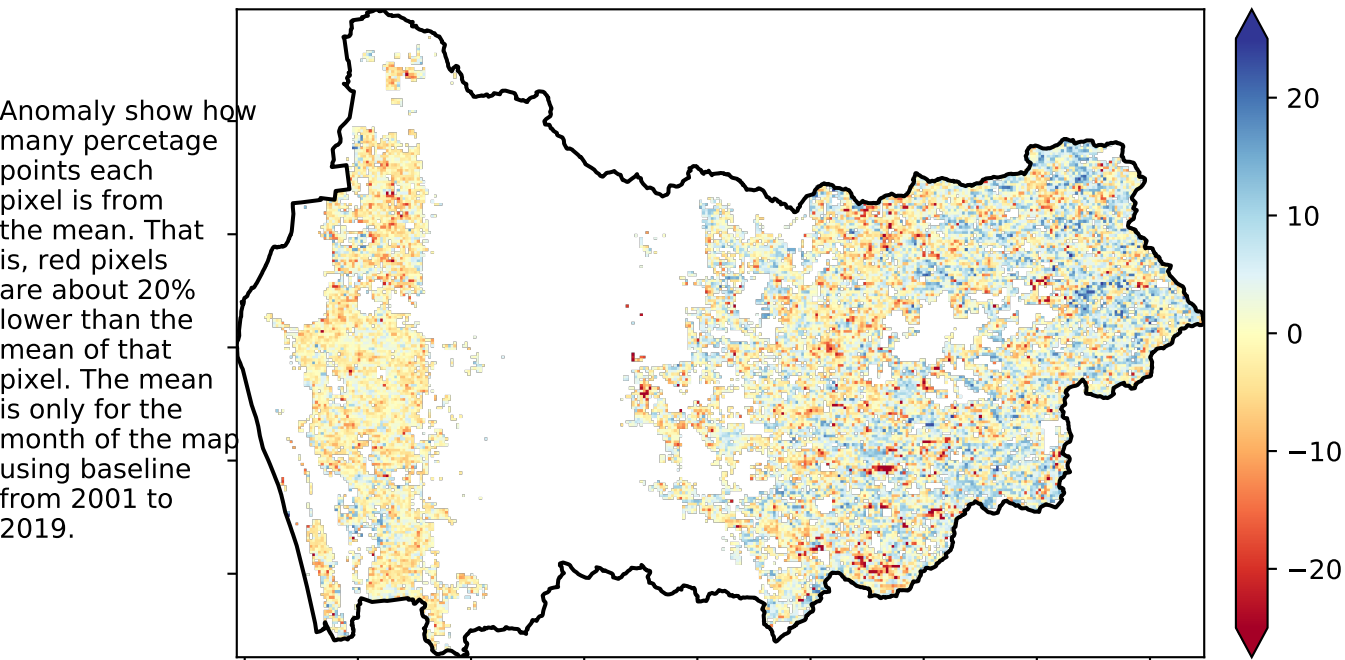 Anomaly show how
many percetage
points each
pixel is from
the mean. That
is, red pixels
are about 20%
lower than the
mean of that
pixel. The mean
is only for the
month of the map
using baseline
from 2001 to
2019.
20
10
0
−10
−20